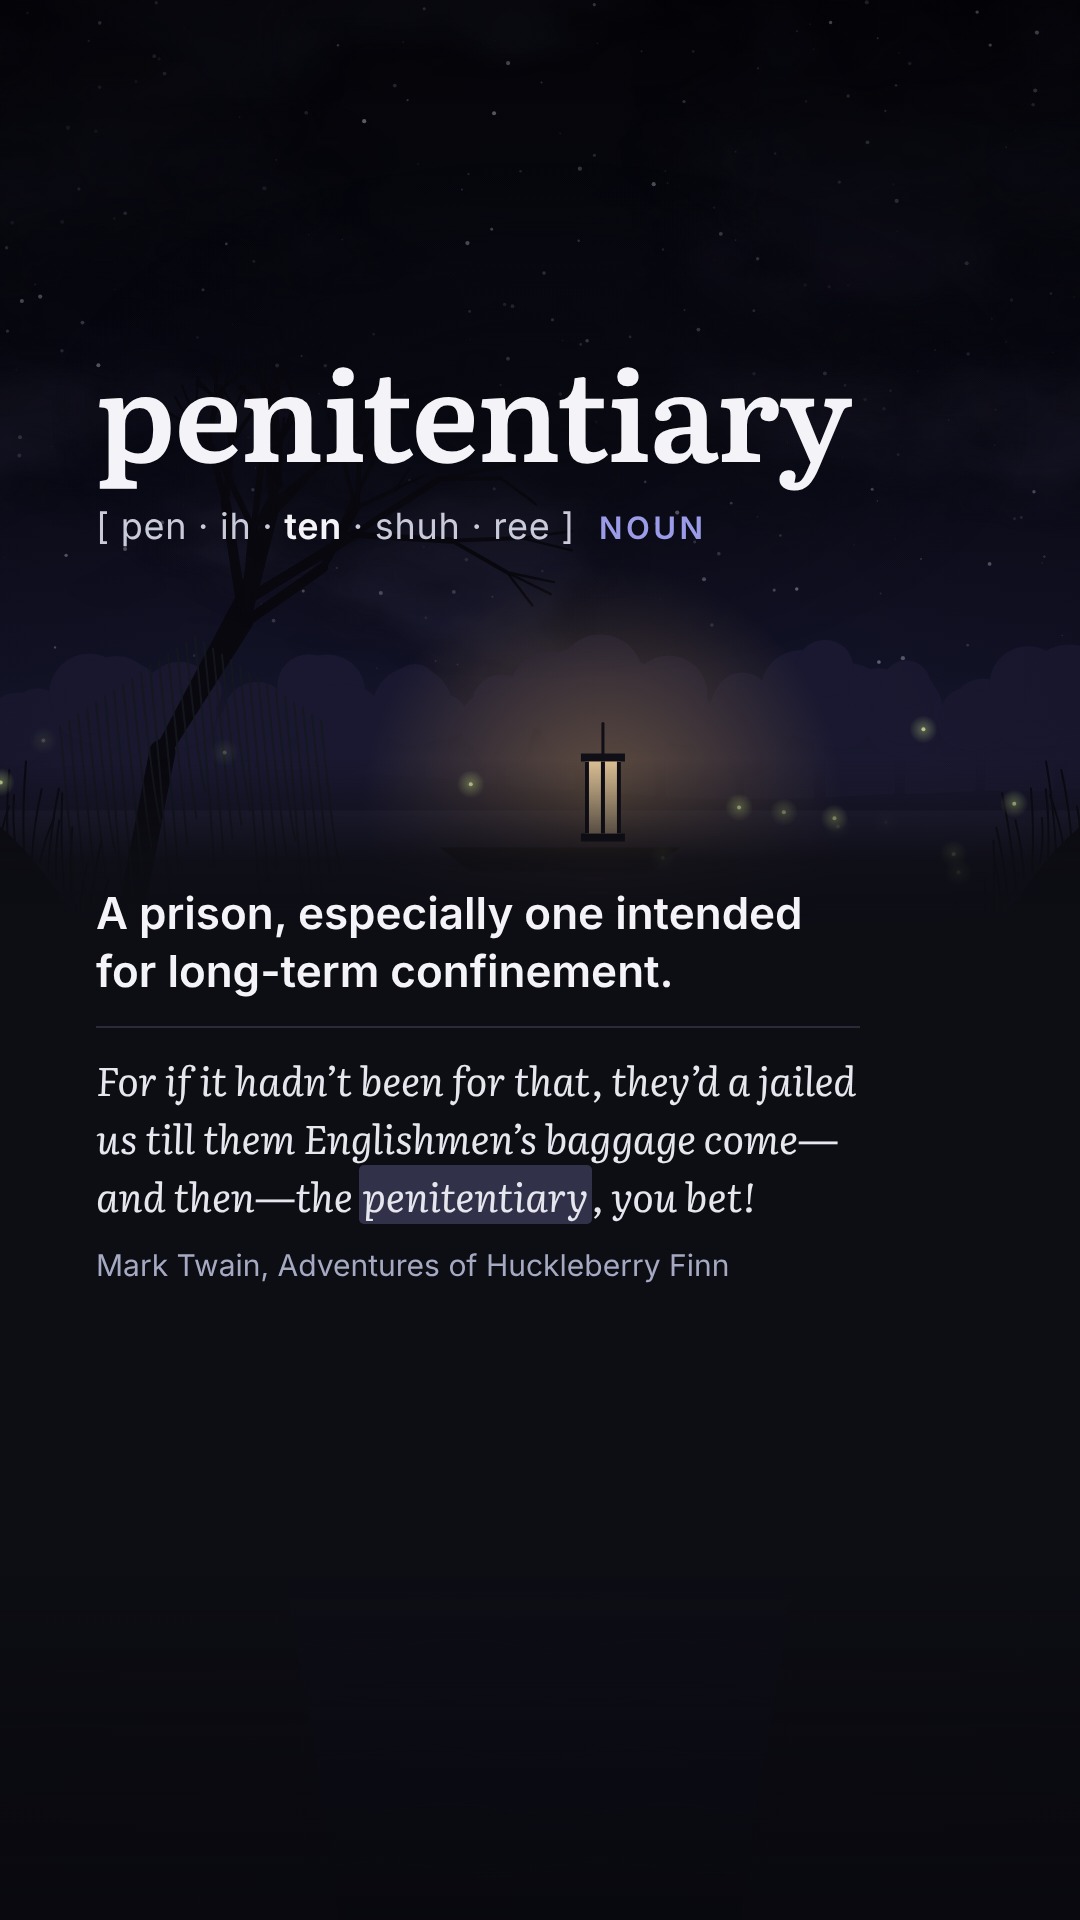 penitentiary
[ pen · ih · ten · shuh · ree ] NOUN
A prison, especially one intended
for long-term confinement.
For if it hadn’t been for that, they’d a jailed
us till them Englishmen’s baggage come—
and then—the penitentiary, you bet!
Mark Twain, Adventures of Huckleberry Finn